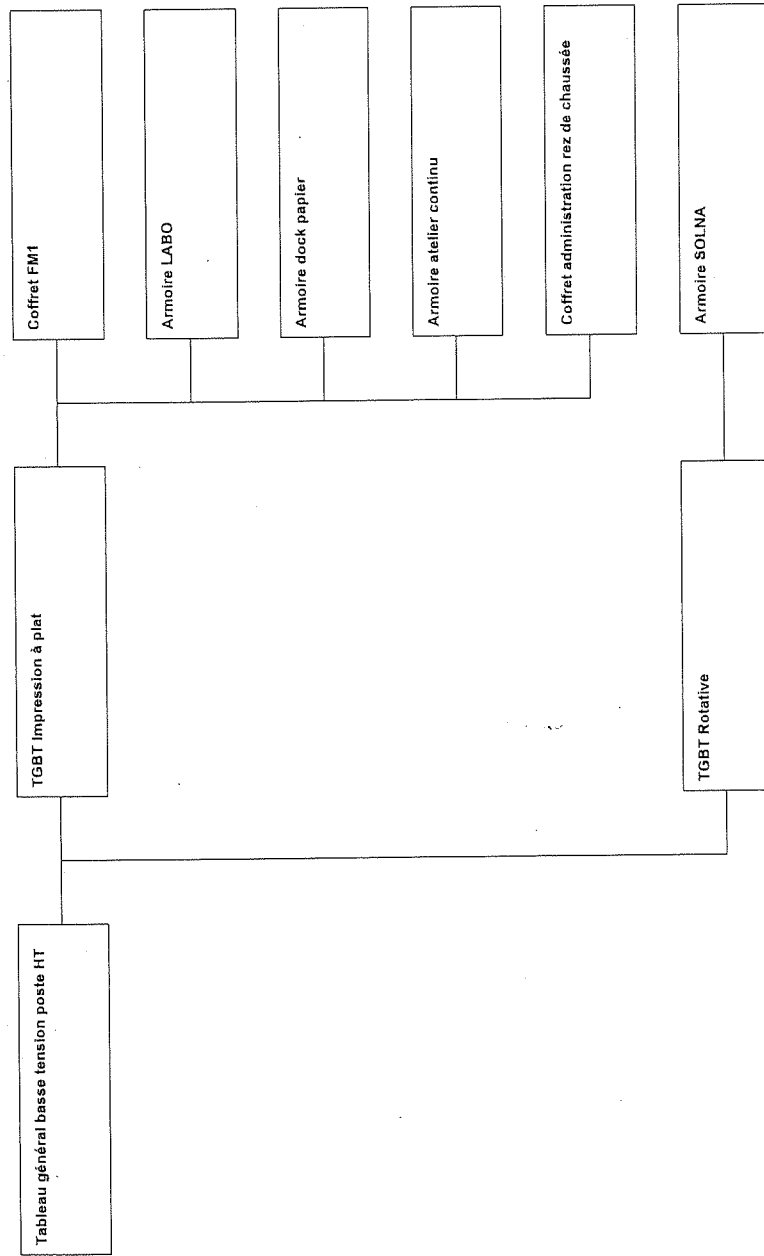 Tableau général basse tension poste HT
TGBT Impression à plat
Coffret FM1
Armoire LABO
Armoire dock papier
Armoire atelier continu
Coffret administration rez de chaussée
TGBT Rotative
Armoire SOLNA